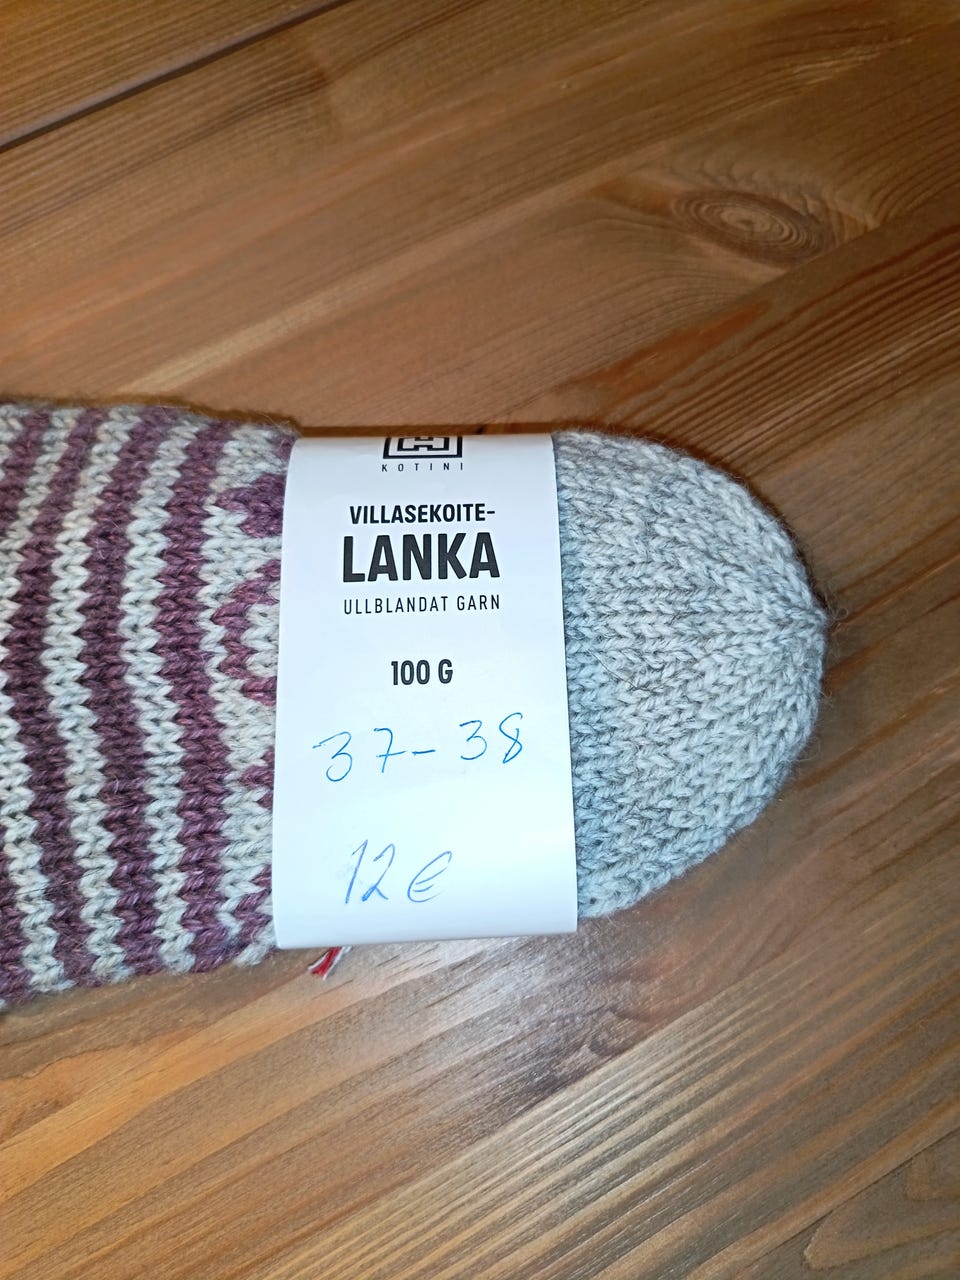 KOTINI
VILLASEKOITE-
LANKA
ULLBLANDAT GARN
100 G
37-38
12€